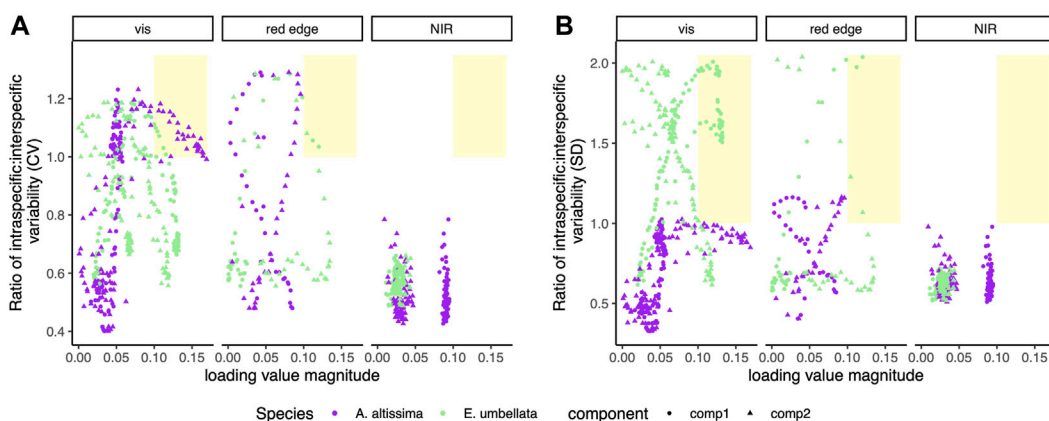 A
B
vis red edge NIR
vis red edge NIR
Ratio of intraspecific:interspecific
variability (CV)
1.2
1.0
0.8
0.6
0.4
0.00 0.05 0.10 0.15 0.00 0.05 0.10 0.15 0.00 0.05 0.10 0.15
loading value magnitude
Ratio of intraspecific:interspecific
variability (SD)
2.0
1.5
1.0
0.5
0.00 0.05 0.10 0.15 0.00 0.05 0.10 0.15 0.00 0.05 0.10 0.15
loading value magnitude
Species A. altissima E. umbellata component comp1 comp2